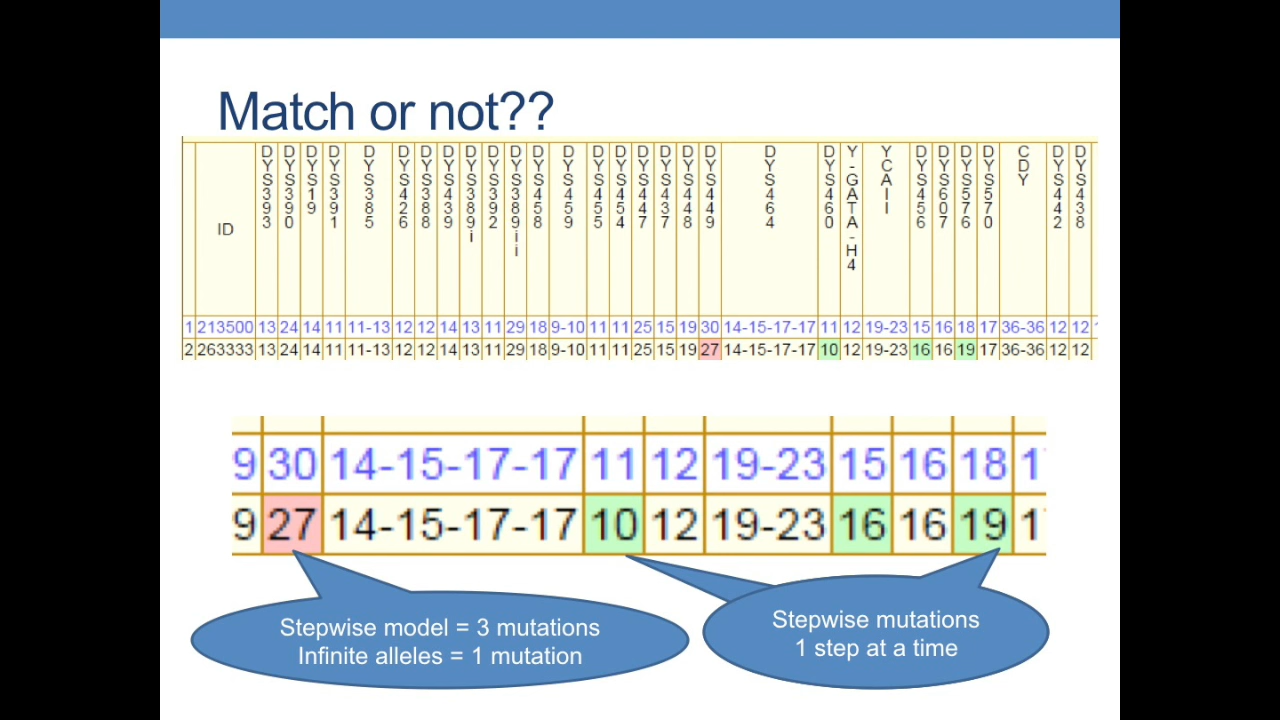 Match or not??
ID DYS393 DYS390 DYS19 DYS391 DYS385 DYS426 DYS388 DYS439 DYS389i DYS392 DYS389ii DYS458 DYS459 DYS455 DYS454 DYS447 DYS437 DYS448 DYS449 DYS464 DYS460 Y-GATA-H4 YCAII DYS456 DYS607 DYS576 DYS570 CDY DYS442 DYS438
1 213500 13 24 14 11 11-13 12 12 14 13 11 29 18 9-10 11 11 25 15 19 30 14-15-17-17 11 12 19-23 15 16 18 17 36-36 12 12
2 263333 13 24 14 11 11-13 12 12 14 13 11 29 18 9-10 11 11 25 15 19 27 14-15-17-17 10 12 19-23 16 16 19 17 36-36 12 12
9 30 14-15-17-17 11 12 19-23 15 16 18 1
9 27 14-15-17-17 10 12 19-23 16 16 19 1
Stepwise model = 3 mutations
Infinite alleles = 1 mutation
Stepwise mutations
1 step at a time